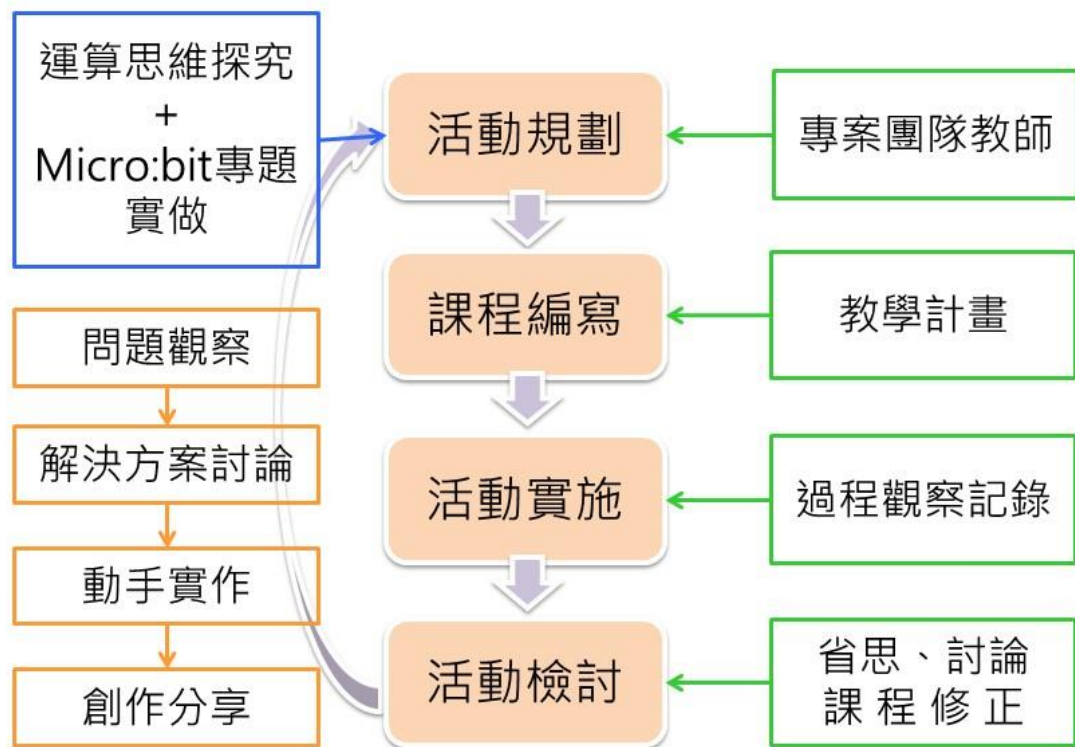 運算思維探究
+
Micro:bit專題
實做
活動規劃
專案團隊教師
課程編寫
教學計畫
問題觀察
解決方案討論
活動實施
過程觀察記錄
動手實作
創作分享
活動檢討
省思、討論
課程修正